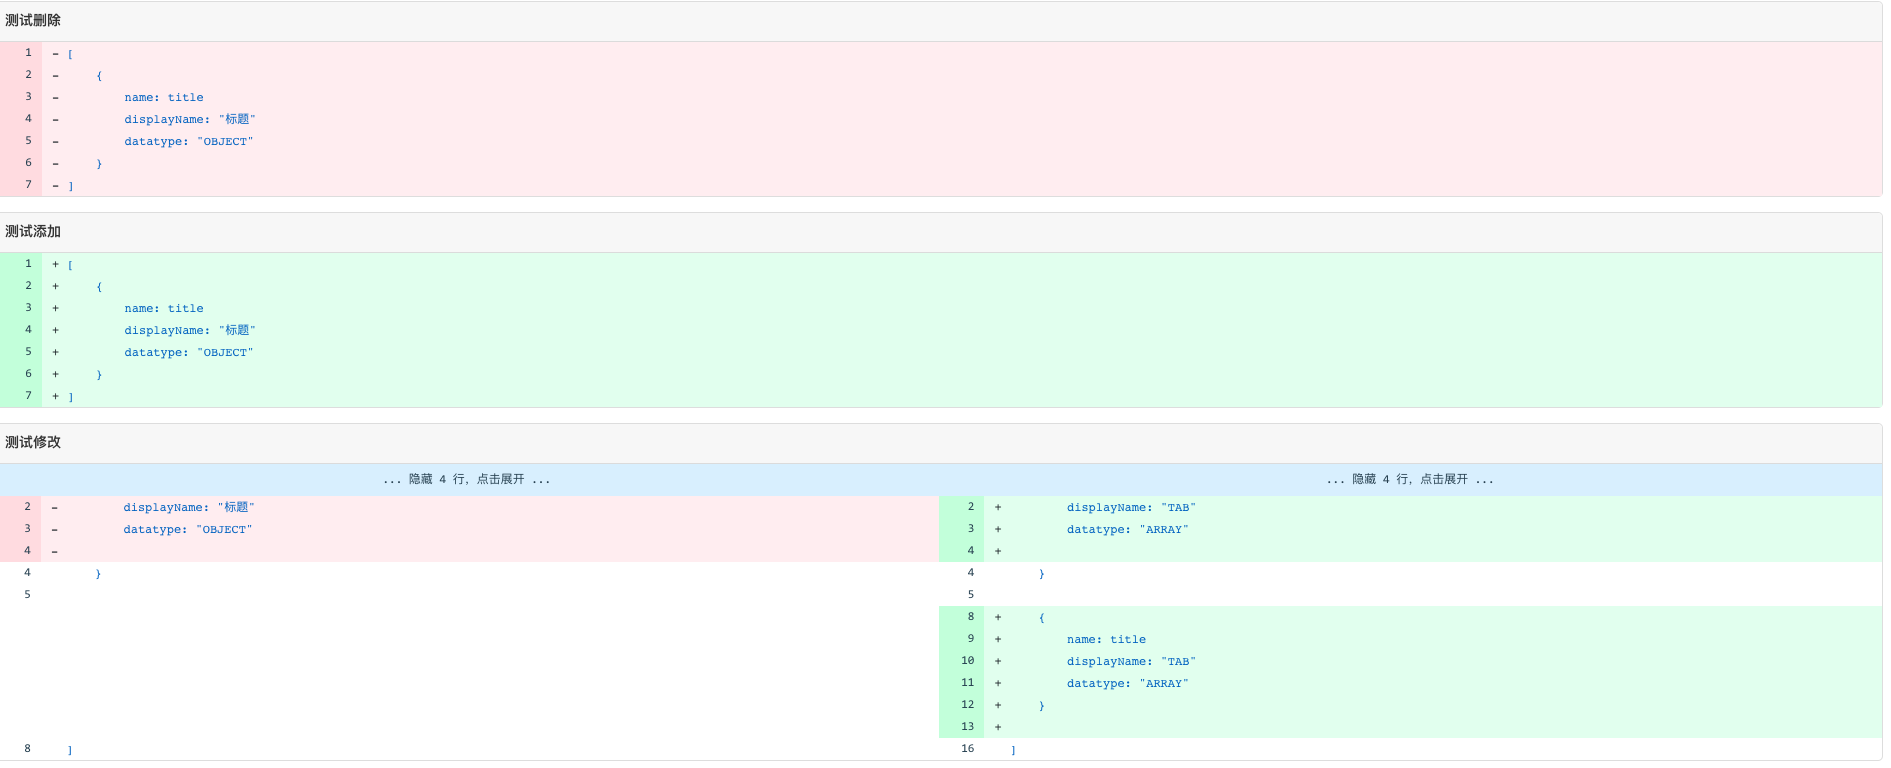 测试删除
1 - [
2 - {
3 - name: title
4 - displayName: "标题"
5 - datatype: "OBJECT"
6 - }
7 - ]
测试添加
1 + [
2 + {
3 + name: title
4 + displayName: "标题"
5 + datatype: "OBJECT"
6 + }
7 + ]
测试修改
... 隐藏 4 行, 点击展开 ... ... 隐藏 4 行, 点击展开 ...
2 - displayName: "标题" 2 + displayName: "TAB"
3 - datatype: "OBJECT" 3 + datatype: "ARRAY"
4 - 4 +
4 } 4 }
5 5
8 + {
9 + name: title
10 + displayName: "TAB"
11 + datatype: "ARRAY"
12 + }
13 +
8 ] 16 ]